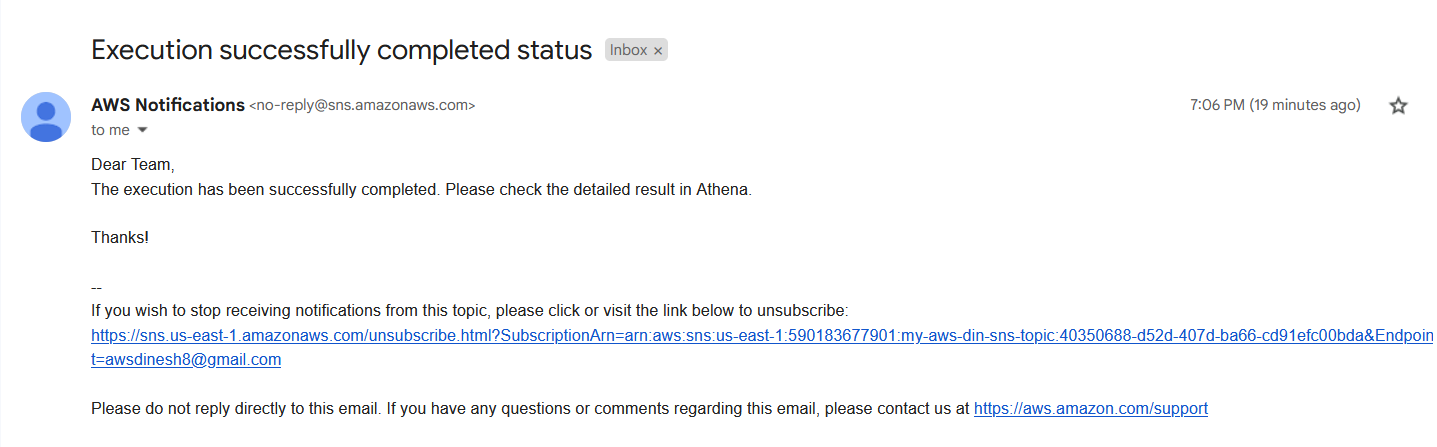 Execution successfully completed status Inbox ×
AWS Notifications <no-reply@sns.amazonaws.com> 7:06 PM (19 minutes ago)
to me
Dear Team,
The execution has been successfully completed. Please check the detailed result in Athena.
Thanks!
--
If you wish to stop receiving notifications from this topic, please click or visit the link below to unsubscribe:
https://sns.us-east-1.amazonaws.com/unsubscribe.html?SubscriptionArn=arn:aws:sns:us-east-1:590183677901:my-aws-din-sns-topic:40350688-d52d-407d-ba66-cd91efc00bda&Endpoin
t=awsdinesh8@gmail.com
Please do not reply directly to this email. If you have any questions or comments regarding this email, please contact us at https://aws.amazon.com/support